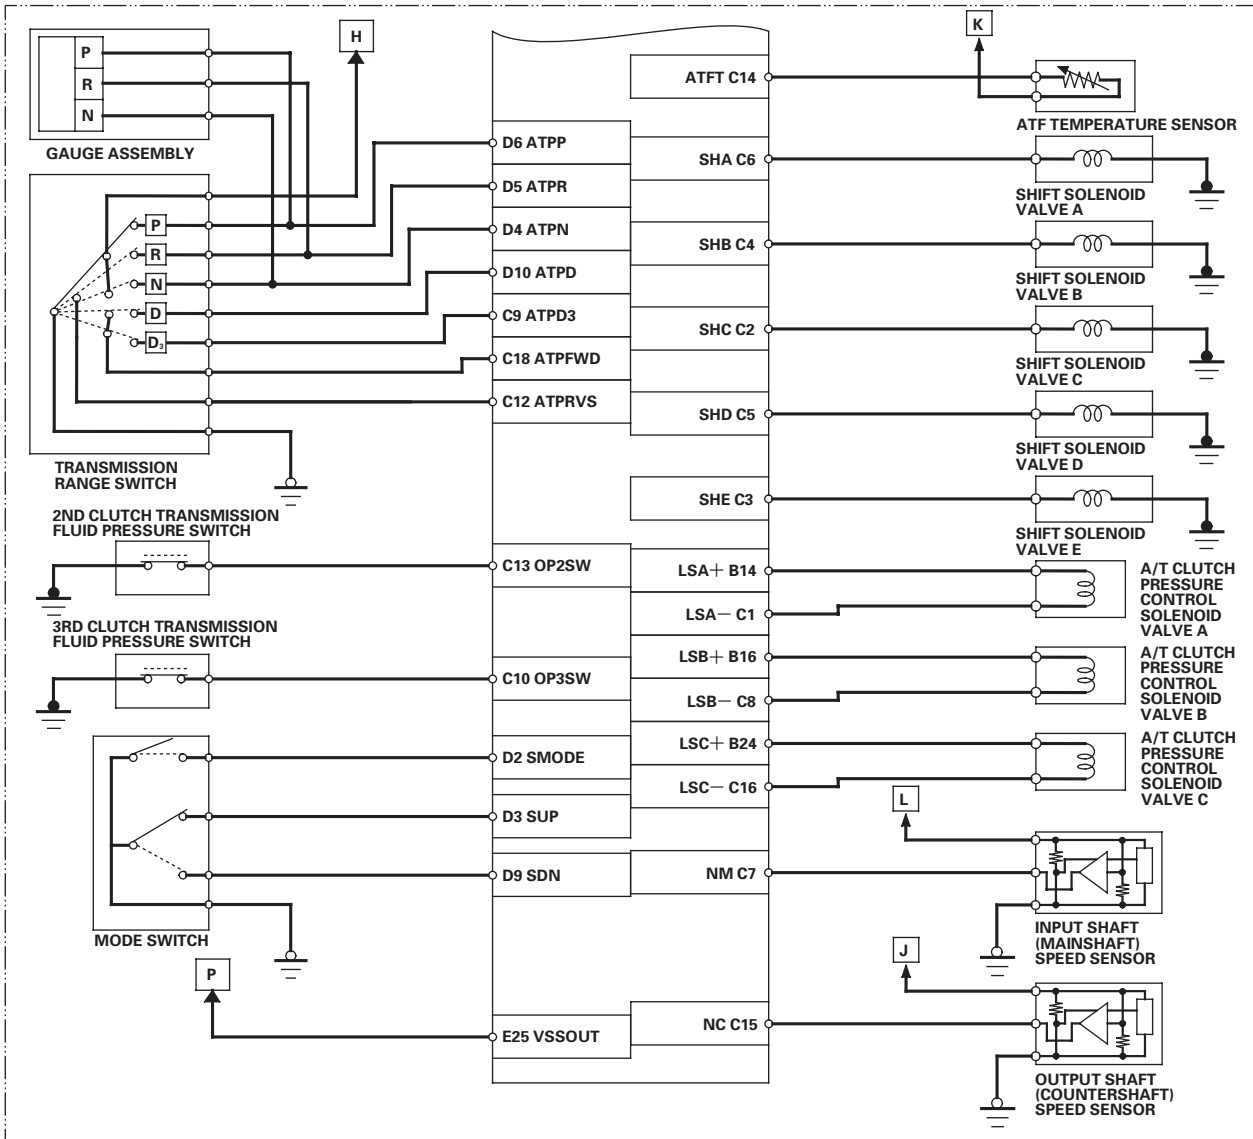 P
R
N
GAUGE ASSEMBLY
H
P
R
N
D
D₃
TRANSMISSION
RANGE SWITCH
2ND CLUTCH TRANSMISSION
FLUID PRESSURE SWITCH
3RD CLUTCH TRANSMISSION
FLUID PRESSURE SWITCH
MODE SWITCH
P
D6 ATPP
D5 ATPR
D4 ATPN
D10 ATPD
C9 ATPD3
C18 ATPFWD
C12 ATPRVS
C13 OP2SW
C10 OP3SW
D2 SMODE
D3 SUP
D9 SDN
E25 VSSOUT
ATFT C14
SHA C6
SHB C4
SHC C2
SHD C5
SHE C3
LSA+ B14
LSA− C1
LSB+ B16
LSB− C8
LSC+ B24
LSC− C16
NM C7
NC C15
K
ATF TEMPERATURE SENSOR
SHIFT SOLENOID
VALVE A
SHIFT SOLENOID
VALVE B
SHIFT SOLENOID
VALVE C
SHIFT SOLENOID
VALVE D
SHIFT SOLENOID
VALVE E
A/T CLUTCH
PRESSURE
CONTROL
SOLENOID
VALVE A
A/T CLUTCH
PRESSURE
CONTROL
SOLENOID
VALVE B
A/T CLUTCH
PRESSURE
CONTROL
SOLENOID
VALVE C
L
INPUT SHAFT
(MAINSHAFT)
SPEED SENSOR
J
OUTPUT SHAFT
(COUNTERSHAFT)
SPEED SENSOR